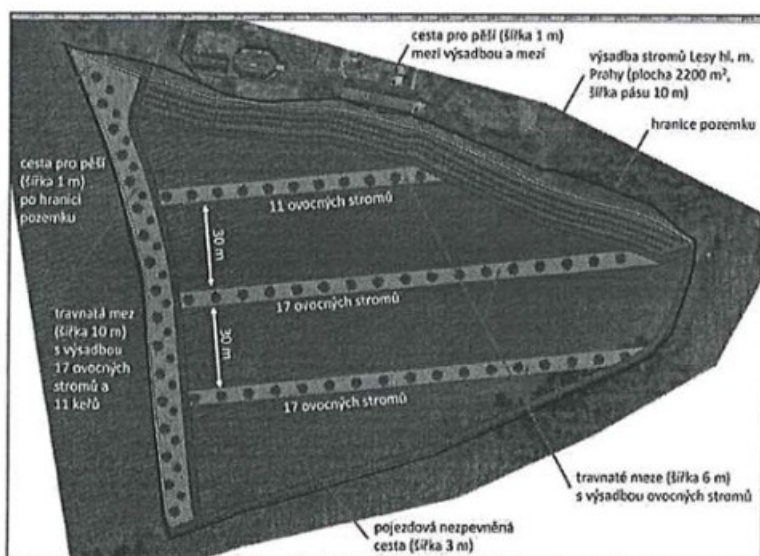 cesta pro pěší (šířka 1 m)
mezi výsadbou a mezí
výsadba stromů Lesy hl. m.
Prahy (plocha 2200 m²,
šířka pásu 10 m)
hranice pozemku
cesta pro pěší
(šířka 1 m)
po hranici
pozemku
11 ovocných stromů
30 m
17 ovocných stromů
30 m
travnatá mez
(šířka 10 m)
s výsadbou
17 ovocných
stromů a
11 keřů
17 ovocných stromů
travnaté meze (šířka 6 m)
s výsadbou ovocných stromů
pojezdová nezpevněná
cesta (šířka 3 m)